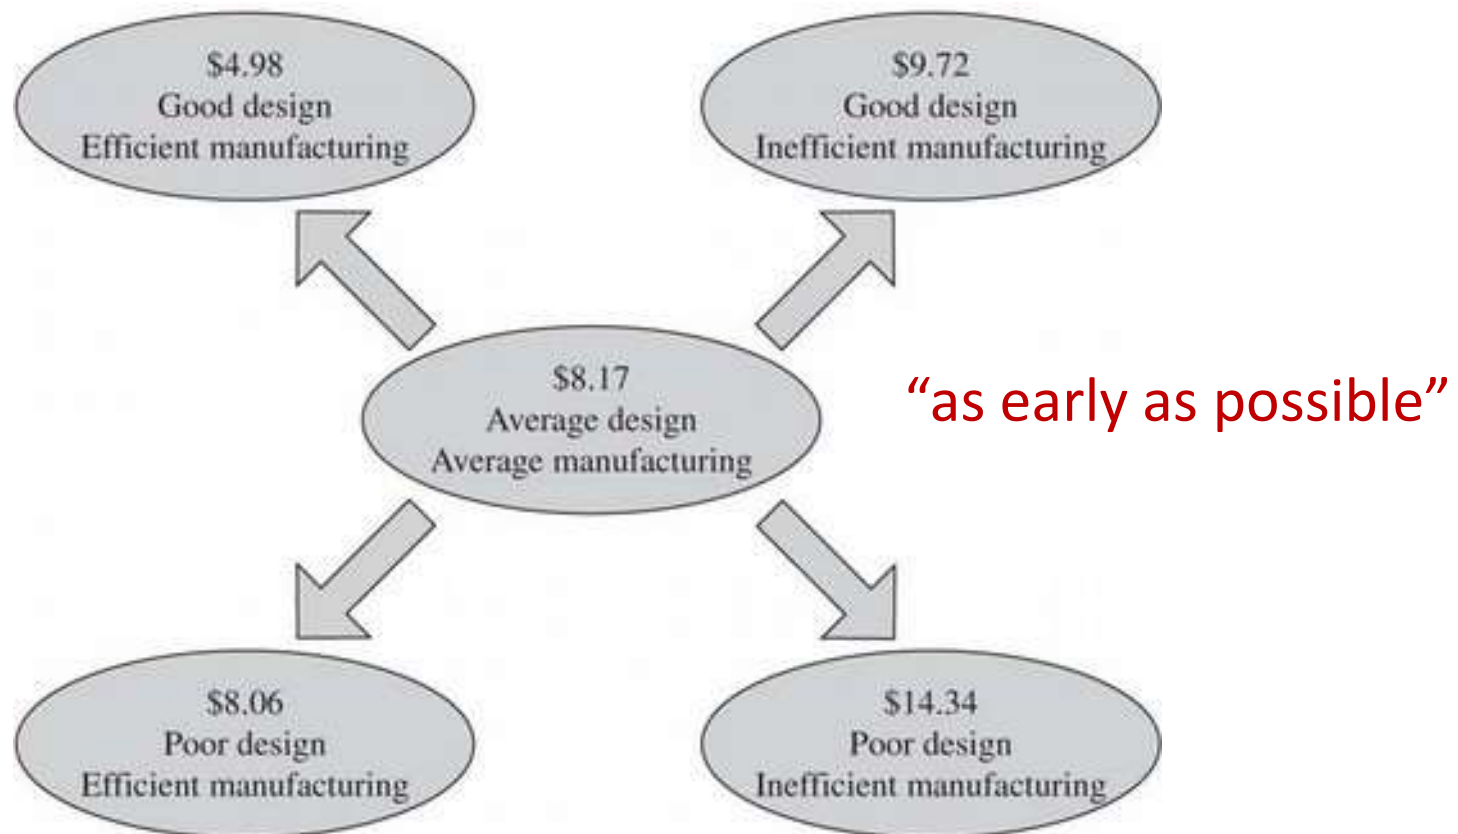 $4.98
Good design
Efficient manufacturing
$9.72
Good design
Inefficient manufacturing
$8.17
Average design
Average manufacturing
“as early as possible”
$8.06
Poor design
Efficient manufacturing
$14.34
Poor design
Inefficient manufacturing